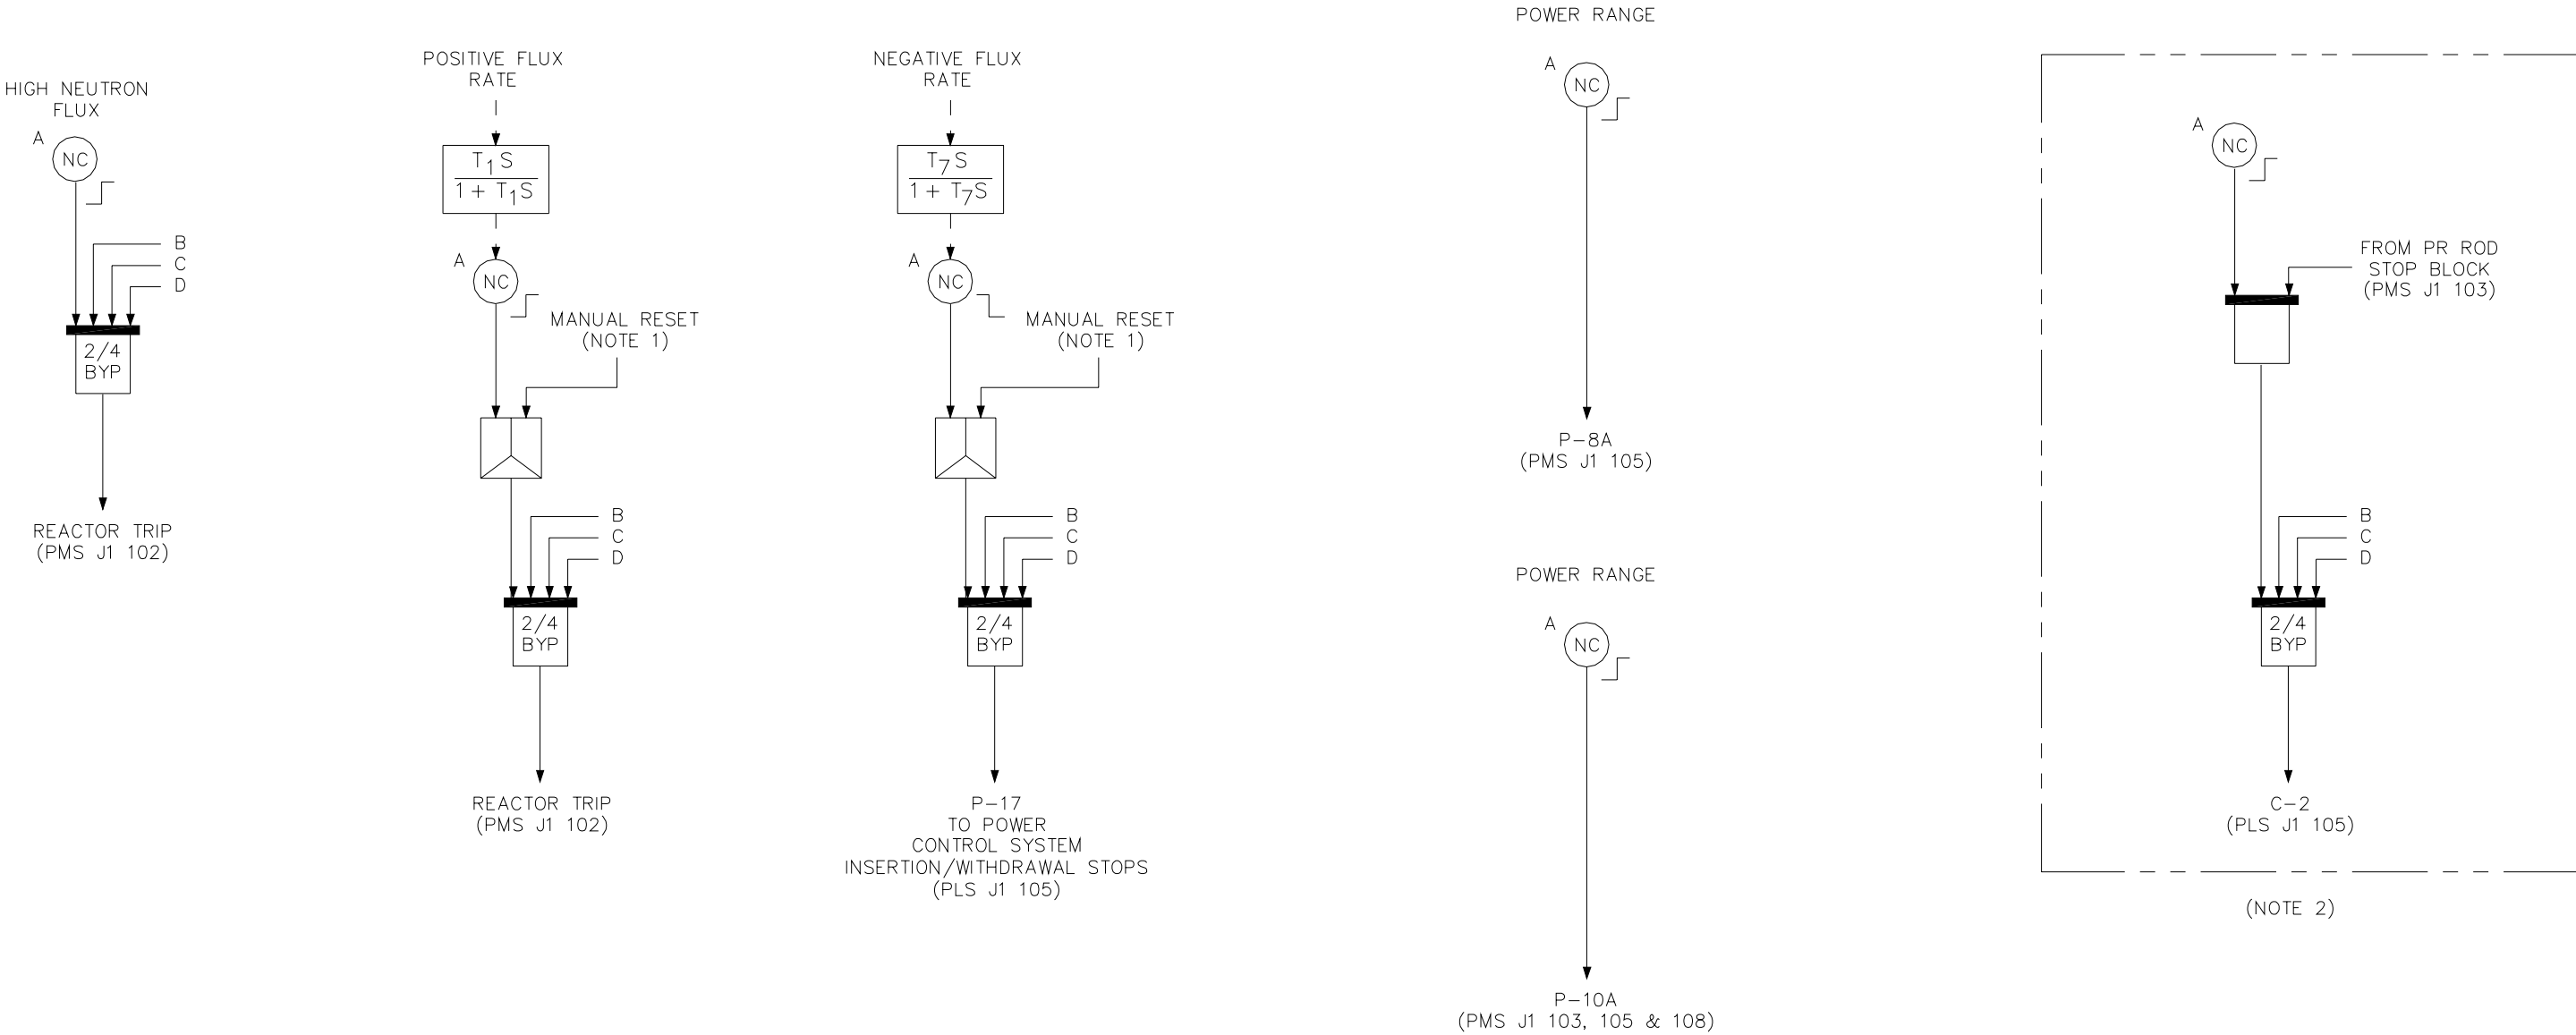 HIGH NEUTRON
FLUX
A
NC
B
C
D
2/4
BYP
REACTOR TRIP
(PMS J1 102)
POSITIVE FLUX
RATE
T1S
1 + T1S
A
NC
MANUAL RESET
(NOTE 1)
B
C
D
2/4
BYP
REACTOR TRIP
(PMS J1 102)
NEGATIVE FLUX
RATE
T7S
1 + T7S
A
NC
MANUAL RESET
(NOTE 1)
B
C
D
2/4
BYP
P-17
TO POWER
CONTROL SYSTEM
INSERTION/WITHDRAWAL STOPS
(PLS J1 105)
POWER RANGE
A
NC
P-8A
(PMS J1 105)
POWER RANGE
A
NC
P-10A
(PMS J1 103, 105 & 108)
A
NC
FROM PR ROD
STOP BLOCK
(PMS J1 103)
B
C
D
2/4
BYP
C-2
(PLS J1 105)
(NOTE 2)